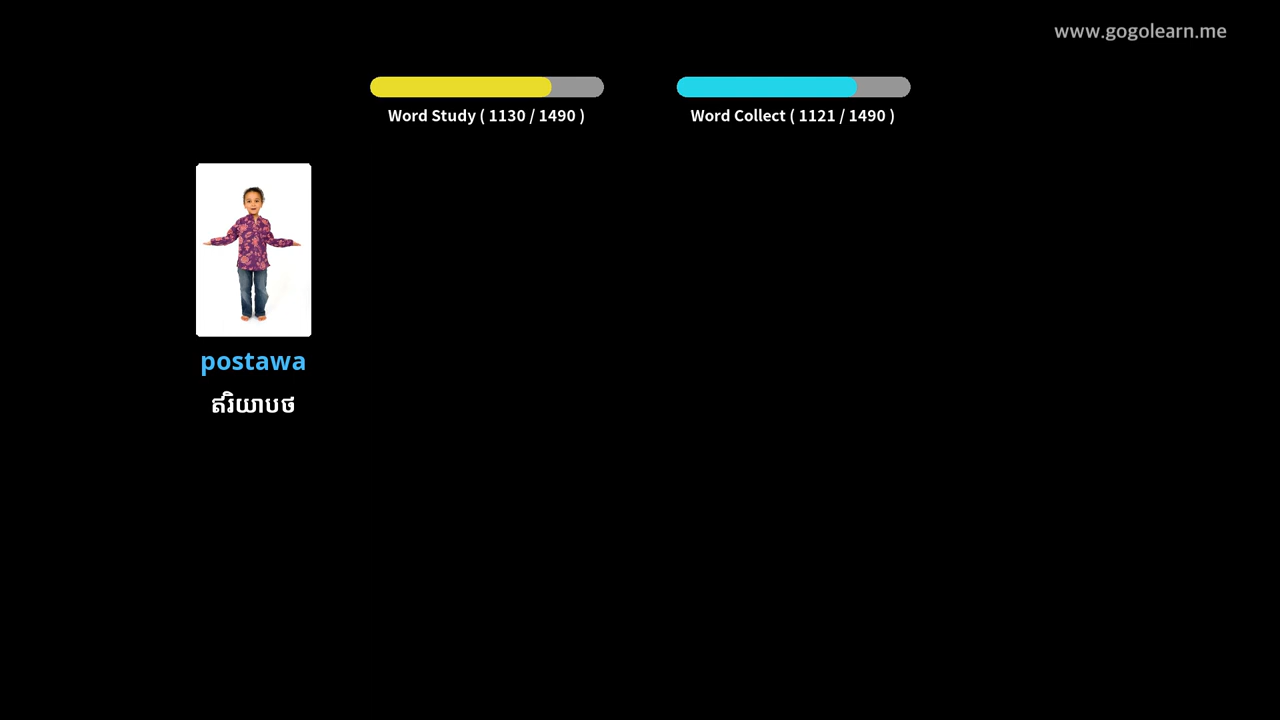 www.gogolearn.me
Word Study ( 1130 / 1490 )
Word Collect ( 1121 / 1490 )
postawa
ឥរិយាបថ